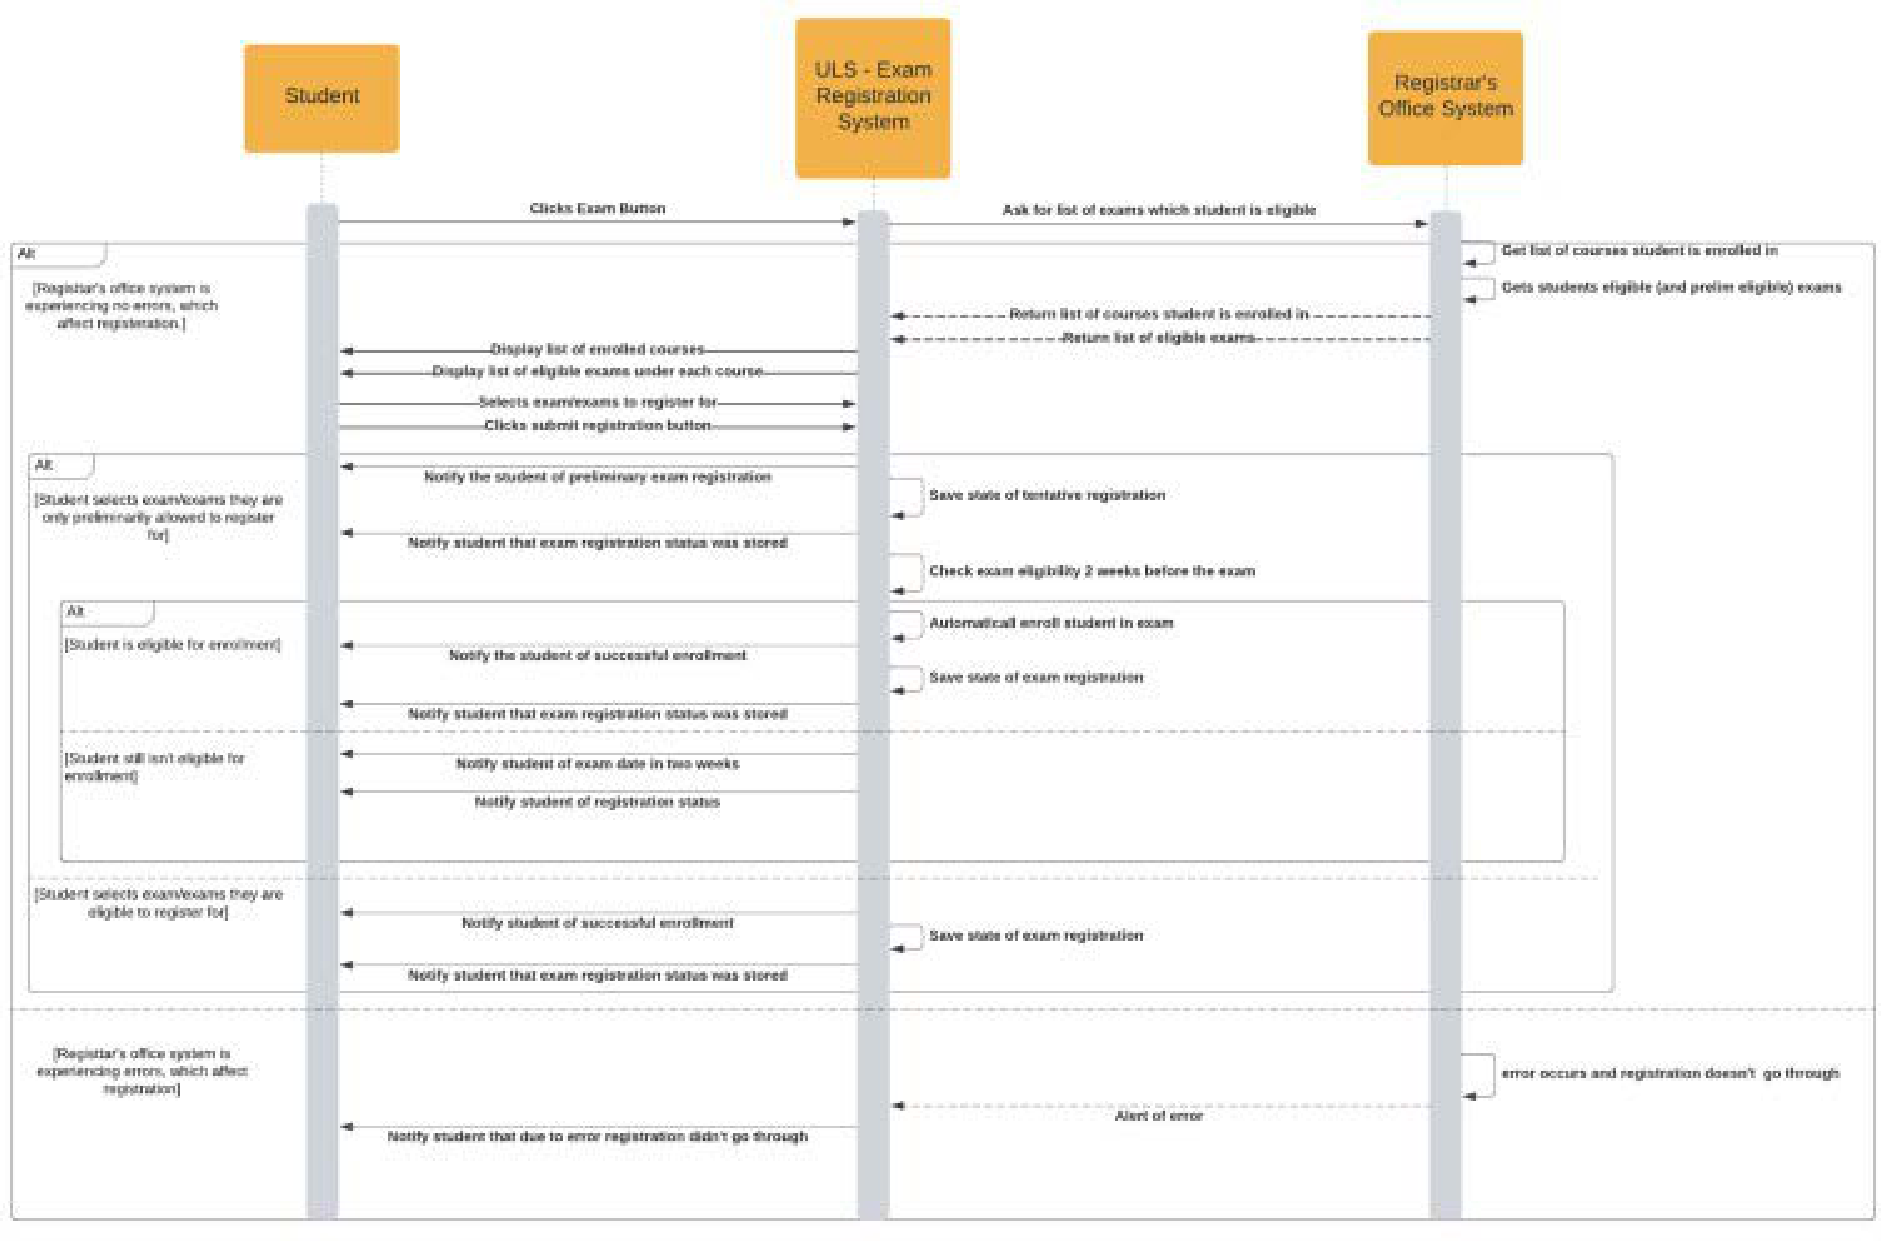 Student
ULS - Exam
Registration
System
Registrar's
Office System
Clicks Exam Button
Ask for list of exams which student is eligible
Alt
Get list of courses student is enrolled in
[Registrar's office system is
experiencing no errors, which
affect registeration.]
Gets students eligible (and prelim eligible) exams
Return list of courses student is enrolled in
Return list of eligible exams
Display list of enrolled courses
Display list of eligible exams under each course
Selects exam/exams to register for
Clicks submit registration button
Alt
Notify the student of preliminary exam registration
[Student selects exam/exams they are
only preliminarily allowed to register
for]
Save state of tentative registration
Notify student that exam registration status was stored
Check exam eligibility 2 weeks before the exam
Alt
Automaticall enroll student in exam
[Student is eligible for enrollment]
Notify the student of successful enrollment
Save state of exam registration
Notify student that exam registration status was stored
[Student still isn't eligible for
enrollment]
Notify student of exam date in two weeks
Notify student of registration status
[Student selects exam/exams they are
eligible to register for]
Notify student of successful enrollment
Save state of exam registration
Notify student that exam registration status was stored
[Registrar's office system is
experiencing errors, which affect
registration]
error occurs and registration doesn't go through
Alert of error
Notify student that due to error registration didn't go through